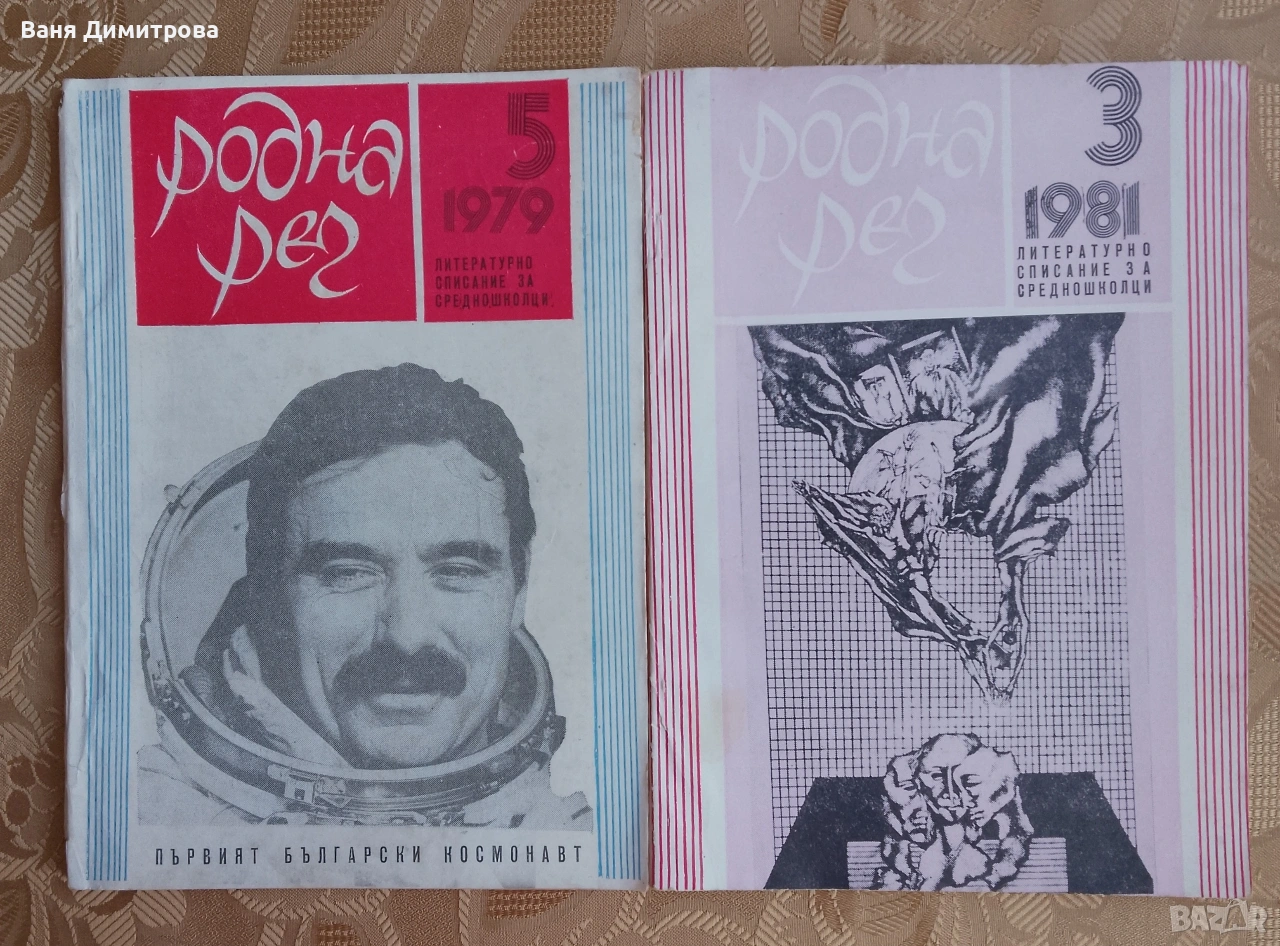 Ваня Димитрова
родна
реч
5
1979
ЛИТЕРАТУРНО
СПИСАНИЕ ЗА
СРЕДНОШКОЛЦИ
ПЪРВИЯТ БЪЛГАРСКИ КОСМОНАВТ
родна
реч
3
1981
ЛИТЕРАТУРНО
СПИСАНИЕ ЗА
СРЕДНОШКОЛЦИ
BAZAR